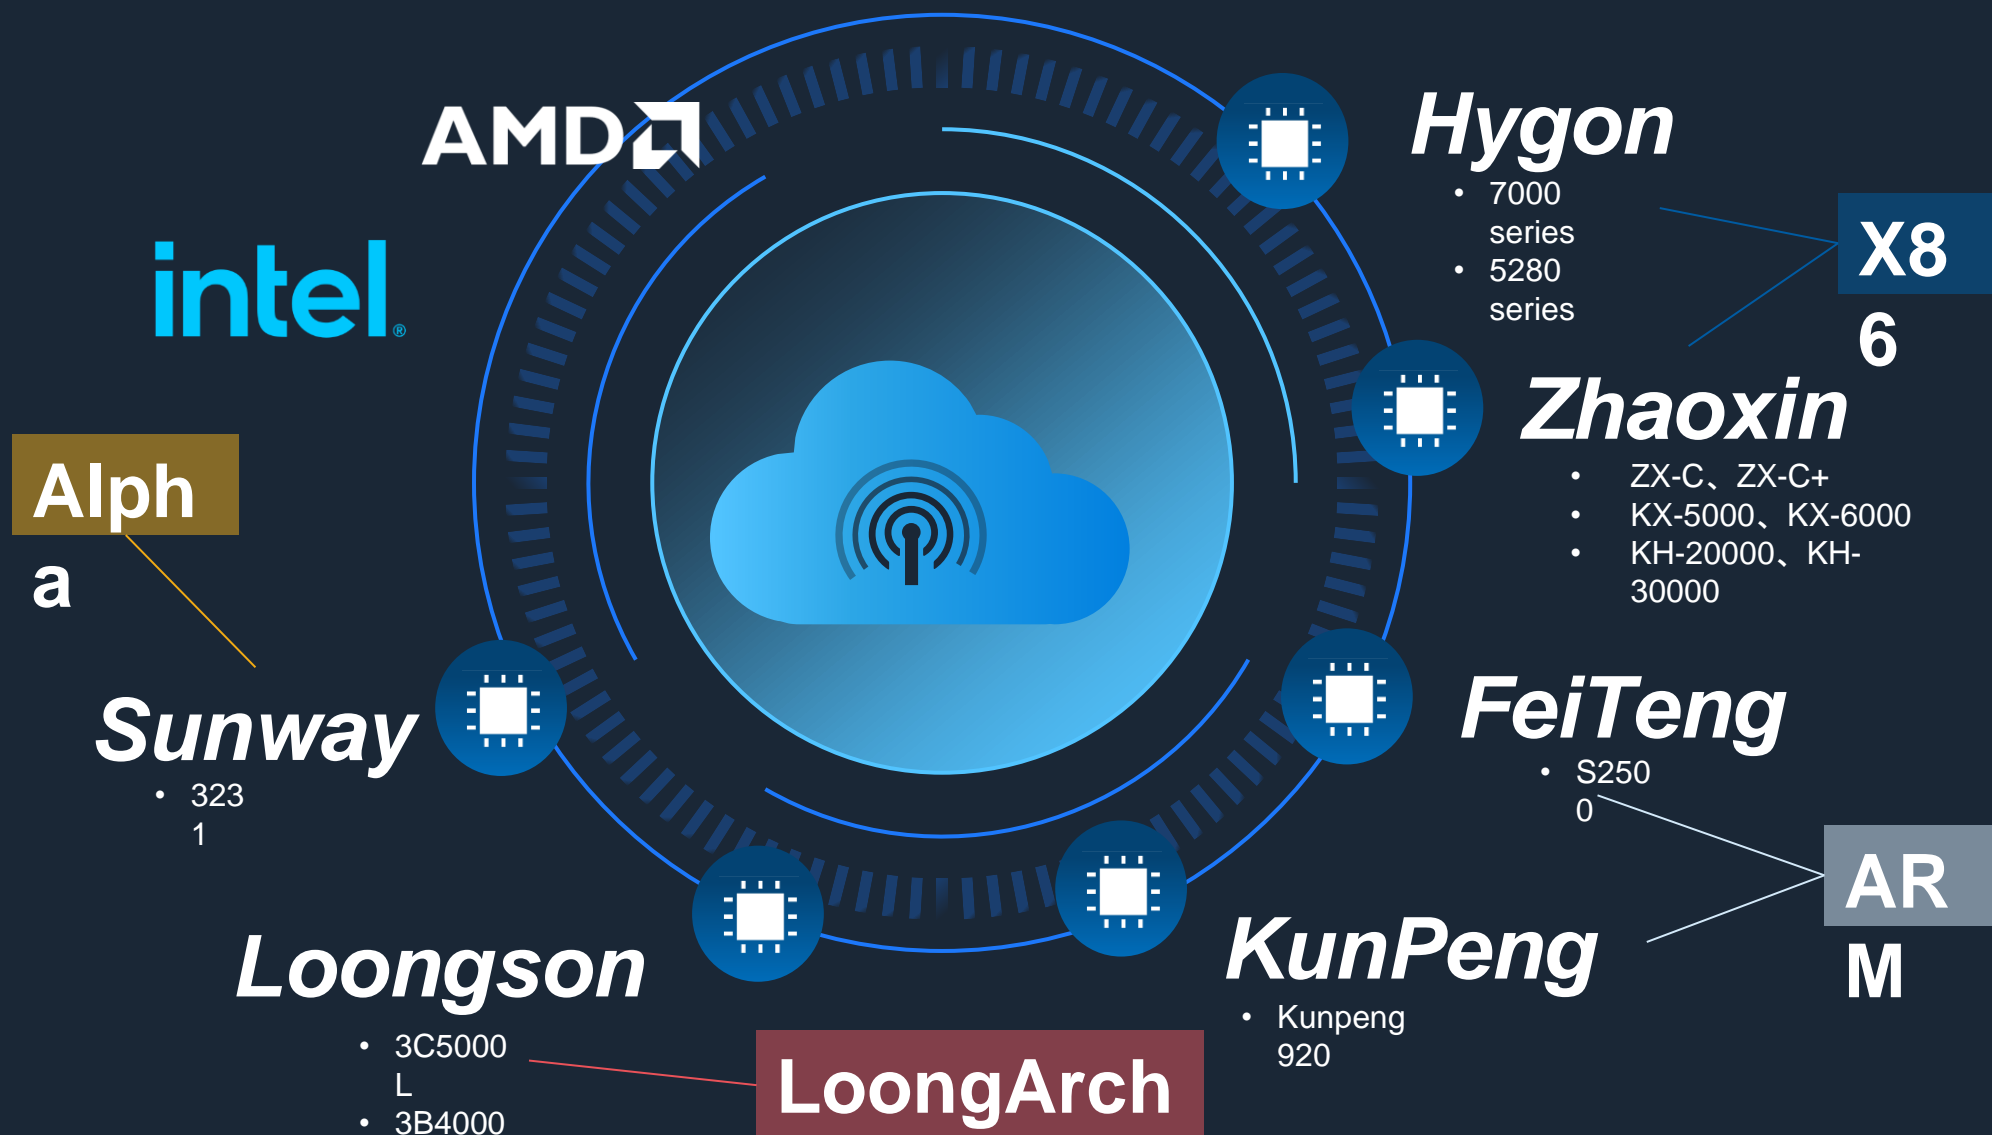 AMD
intel®
Hygon
• 7000
series
• 5280
series
X8
6
Zhaoxin
• ZX-C、ZX-C+
• KX-5000、KX-6000
• KH-20000、KH-
30000
Alph
a
Sunway
• 323
1
FeiTeng
• S250
0
AR
M
KunPeng
• Kunpeng
920
Loongson
• 3C5000
L
• 3B4000
LoongArch